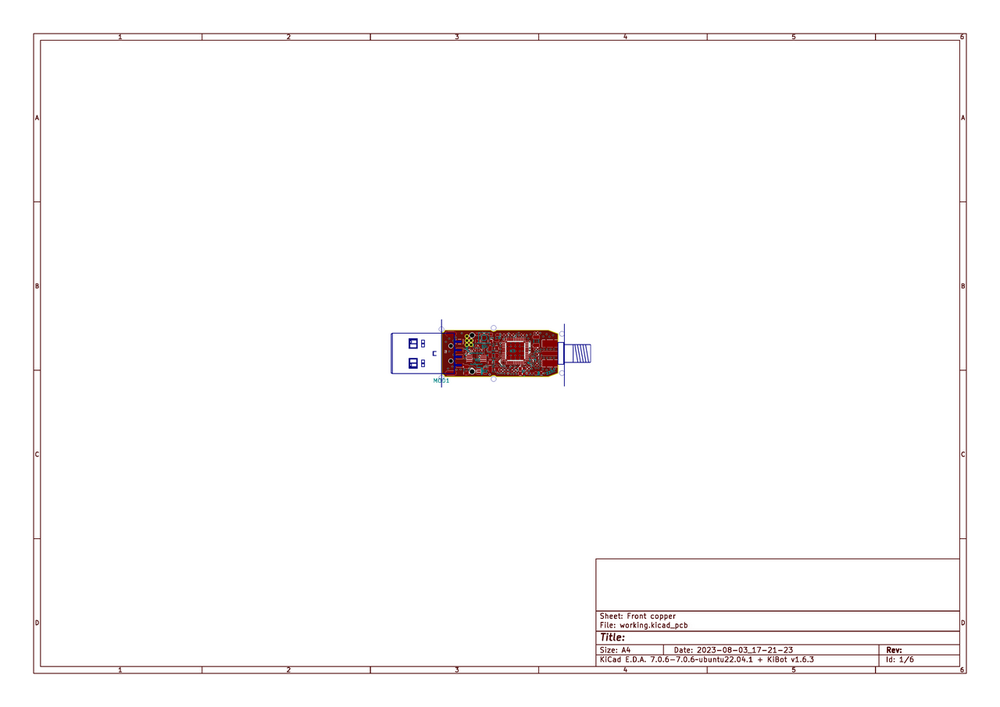 1 2 3 4 5 6
A A
B B
MOD1
C C
Sheet: Front copper
File: working.kicad_pcb
D D
Title:
Size: A4 Date: 2023-08-03_17-21-23 Rev:
KiCad E.D.A. 7.0.6-7.0.6-ubuntu22.04.1 + KiBot v1.6.3 Id: 1/6
1 2 3 4 5 6